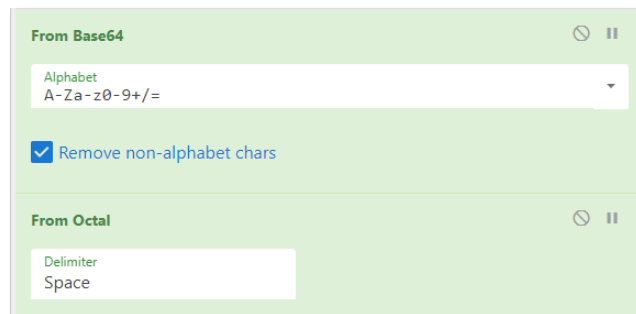 From Base64
Alphabet
A-Za-z0-9+/=
Remove non-alphabet chars
From Octal
Delimiter
Space